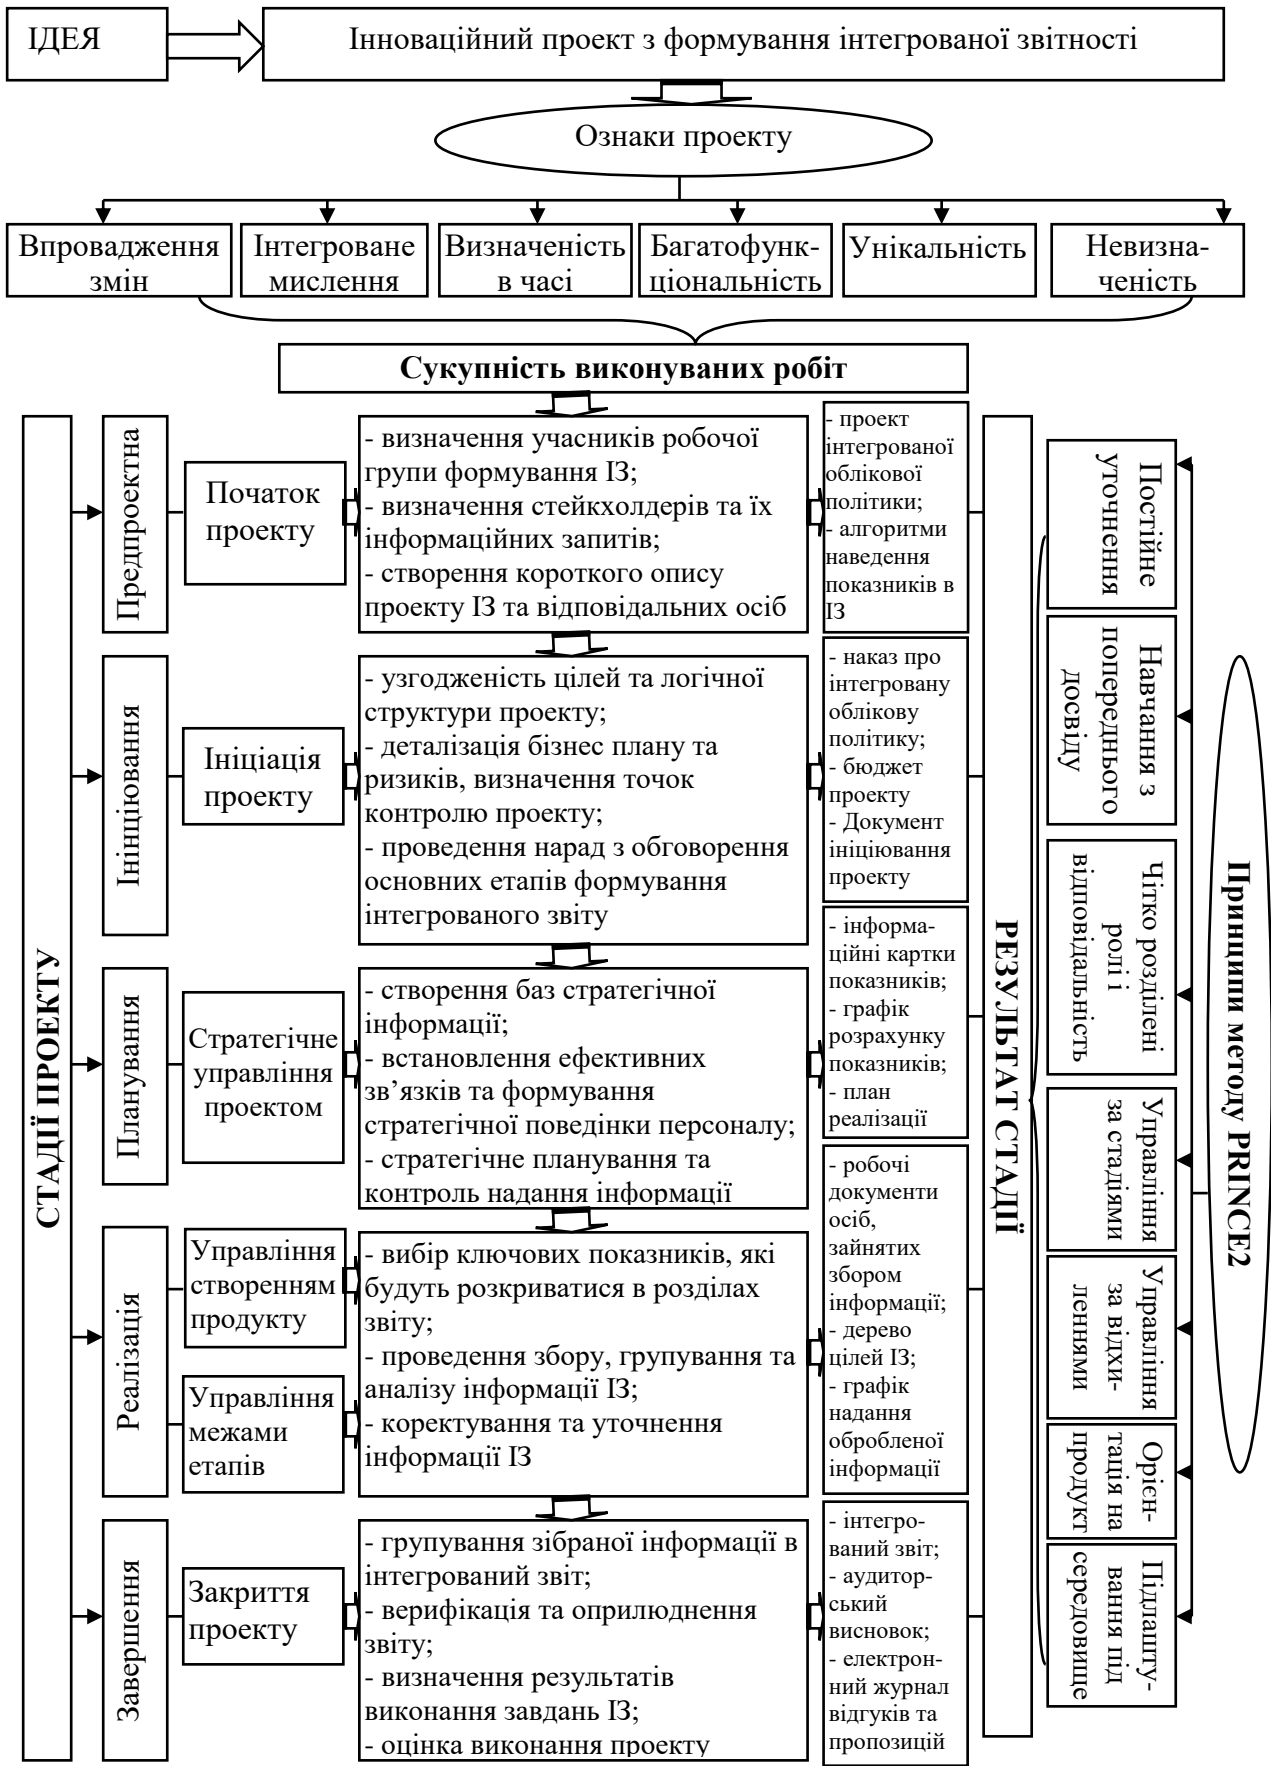 ІДЕЯ
Інноваційний проект з формування інтегрованої звітності
Ознаки проекту
Впровадження
змін
Інтегроване
мислення
Визначеність
в часі
Багатофунк-
ціональність
Унікальність
Невизна-
ченість
Сукупність виконуваних робіт
СТАДІЇ ПРОЕКТУ
Предпроектна
Початок
проекту
- визначення учасників робочої
групи формування ІЗ;
- визначення стейкхолдерів та їх
інформаційних запитів;
- створення короткого опису
проекту ІЗ та відповідальних осіб
- проект
інтегрованої
облікової
політики;
- алгоритми
наведення
показників в
ІЗ
Інінціювання
Ініціація
проекту
- узгодженість цілей та логічної
структури проекту;
- деталізація бізнес плану та
ризиків, визначення точок
контролю проекту;
- проведення нарад з обговорення
основних етапів формування
інтегрованого звіту
- наказ про
інтегровану
облікову
політику;
- бюджет
проекту
- Документ
ініціювання
проекту
Планування
Стратегічне
управління
проектом
- створення баз стратегічної
інформації;
- встановлення ефективних
зв’язків та формування
стратегічної поведінки персоналу;
- стратегічне планування та
контроль надання інформації
- інформа-
ційні картки
показників;
- графік
розрахунку
показників;
- план
реалізації
Реалізація
Управління
створенням
продукту
Управління
межами
етапів
- вибір ключових показників, які
будуть розкриватися в розділах
звіту;
- проведення збору, групування та
аналізу інформації ІЗ;
- коректування та уточнення
інформації ІЗ
- робочі
документи
осіб,
зайнятих
збором
інформації;
- дерево
цілей ІЗ;
- графік
надання
обробленої
інформації
Завершення
Закриття
проекту
- групування зібраної інформації в
інтегрований звіт;
- верифікація та оприлюднення
звіту;
- визначення результатів
виконання завдань ІЗ;
- оцінка виконання проекту
- інтегро-
ваний звіт;
- аудитор-
ський
висновок;
- електрон-
ний журнал
відгуків та
пропозицій
РЕЗУЛЬТАТ СТАДІЇ
Постійне
уточнення
Навчання з
попереднього
досвіду
Чітко розділені
ролі і
відповідальність
Управління
за стадіями
Управління
за відхи-
леннями
Орієн-
тація на
продукт
Підлашту-
вання під
середовище
Принципи методу PRINCE2